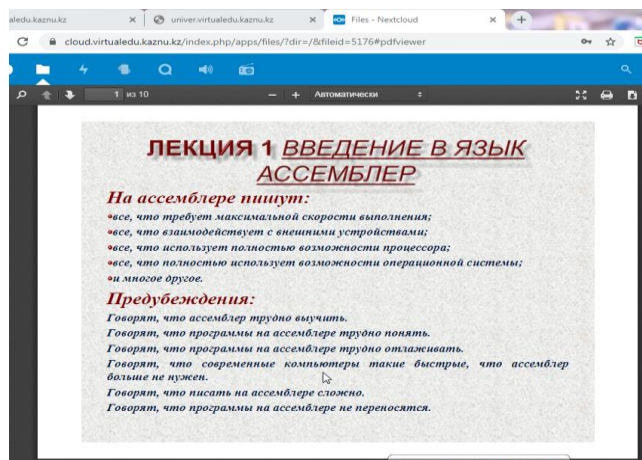 aledu.kaznu.kz
univer.virtualedu.kaznu.kz
Files - Nextcloud
cloud.virtualedu.kaznu.kz/index.php/apps/files/?dir=/&fileid=5176#pdfviewer
1 из 10
Автоматически
ЛЕКЦИЯ 1 ВВЕДЕНИЕ В ЯЗЫК
АССЕМБЛЕР
На ассемблере пишут:
все, что требует максимальной скорости выполнения;
все, что взаимодействует с внешними устройствами;
все, что использует полностью возможности процессора;
все, что полностью использует возможности операционной системы;
и многое другое.
Предубеждения:
Говорят, что ассемблер трудно выучить.
Говорят, что программы на ассемблере трудно понять.
Говорят, что программы на ассемблере трудно отлаживать.
Говорят, что современные компьютеры такие быстрые, что ассемблер
больше не нужен.
Говорят, что писать на ассемблере сложно.
Говорят, что программы на ассемблере не переносятся.